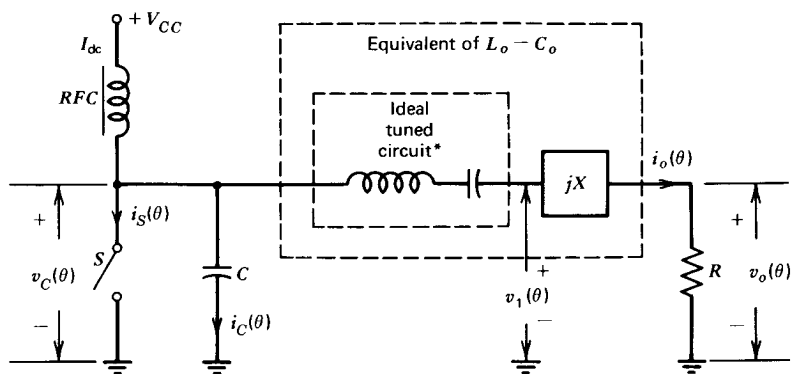 + V_CC
I_dc
RFC
Equivalent of L_o – C_o
Ideal
tuned
circuit*
jX
i_o(θ)
+
v_C(θ)
–
i_S(θ)
S
C
i_C(θ)
+
v_1(θ)
–
R
+
v_o(θ)
–